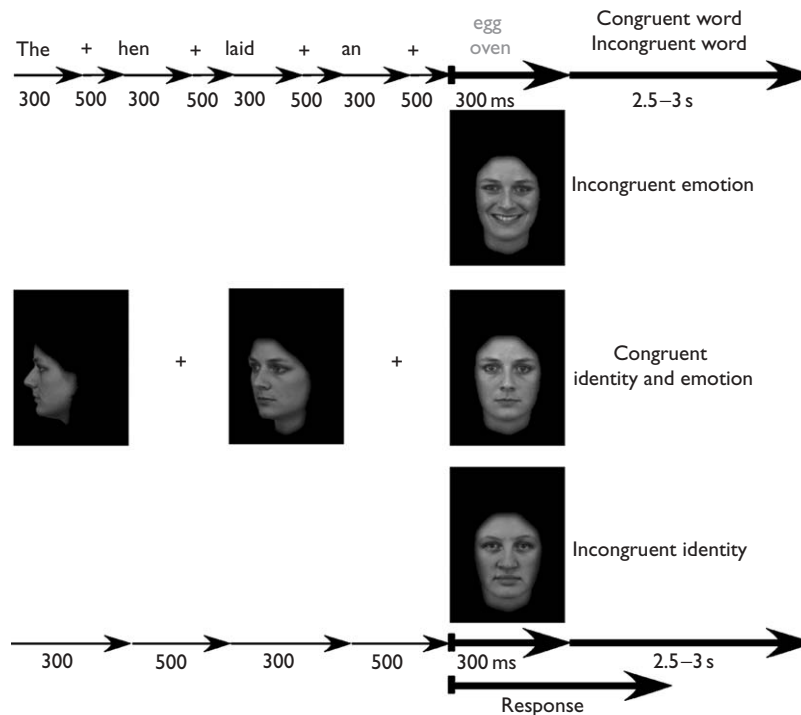 egg
Congruent word
The + hen + laid + an +
oven
Incongruent word
300 500 300 500 300 500 300 500 300 ms 2.5–3 s
Incongruent emotion
+ +
Congruent
identity and emotion
Incongruent identity
300 500 300 500 300 ms 2.5–3 s
Response